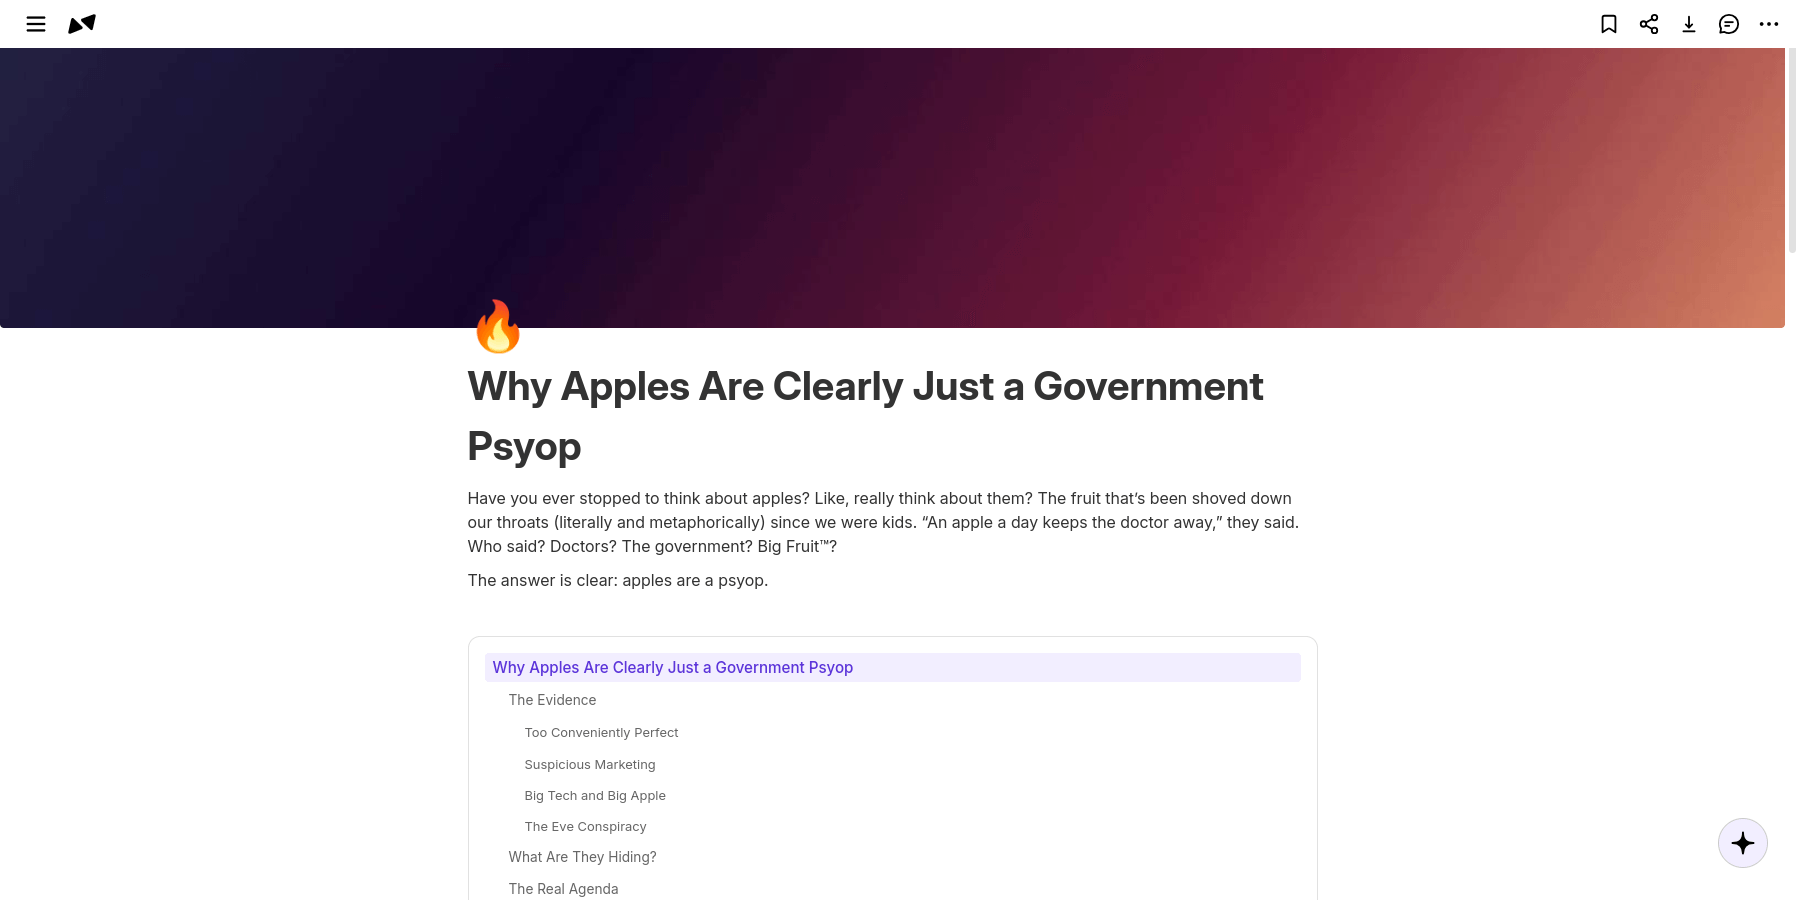 Why Apples Are Clearly Just a Government
Psyop
Have you ever stopped to think about apples? Like, really think about them? The fruit that’s been shoved down
our throats (literally and metaphorically) since we were kids. “An apple a day keeps the doctor away,” they said.
Who said? Doctors? The government? Big Fruit™?
The answer is clear: apples are a psyop.
Why Apples Are Clearly Just a Government Psyop
The Evidence
Too Conveniently Perfect
Suspicious Marketing
Big Tech and Big Apple
The Eve Conspiracy
What Are They Hiding?
The Real Agenda